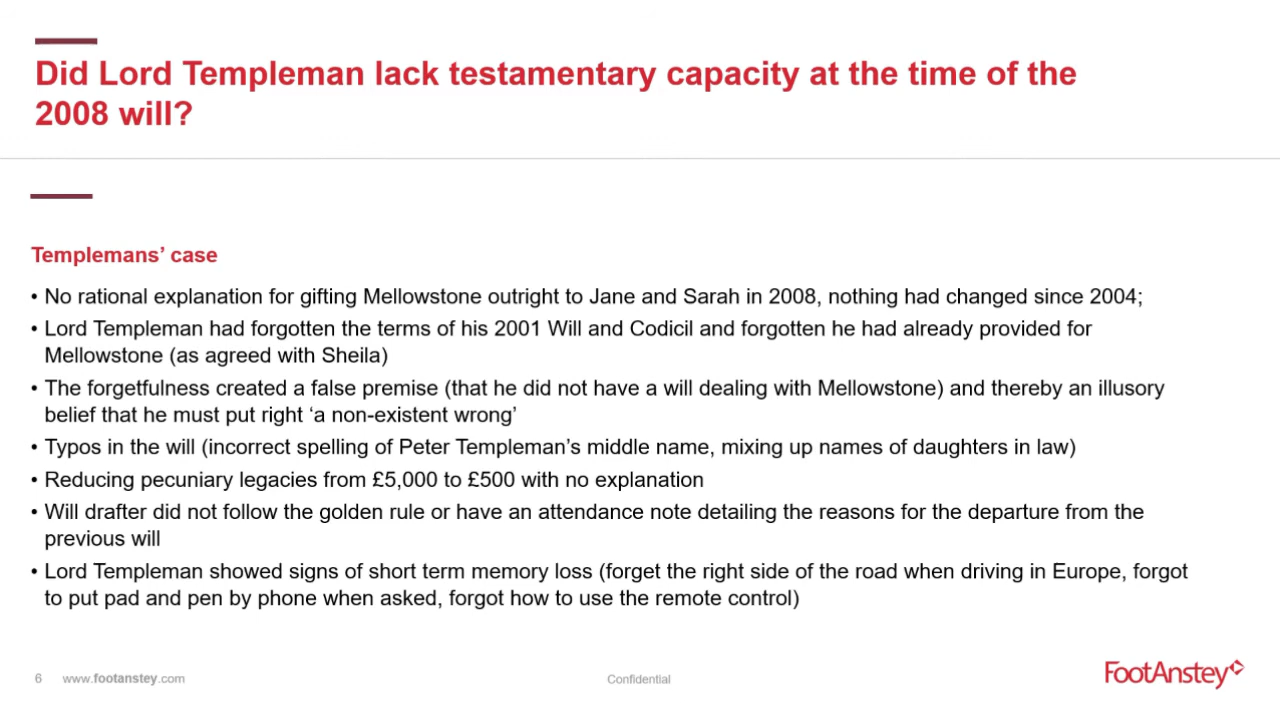 Did Lord Templeman lack testamentary capacity at the time of the
2008 will?
Templemans’ case
• No rational explanation for gifting Mellowstone outright to Jane and Sarah in 2008, nothing had changed since 2004;
• Lord Templeman had forgotten the terms of his 2001 Will and Codicil and forgotten he had already provided for
Mellowstone (as agreed with Sheila)
• The forgetfulness created a false premise (that he did not have a will dealing with Mellowstone) and thereby an illusory
belief that he must put right ‘a non-existent wrong’
• Typos in the will (incorrect spelling of Peter Templeman’s middle name, mixing up names of daughters in law)
• Reducing pecuniary legacies from £5,000 to £500 with no explanation
• Will drafter did not follow the golden rule or have an attendance note detailing the reasons for the departure from the
previous will
• Lord Templeman showed signs of short term memory loss (forget the right side of the road when driving in Europe, forgot
to put pad and pen by phone when asked, forgot how to use the remote control)
6 www.footanstey.com
Confidential
FootAnstey